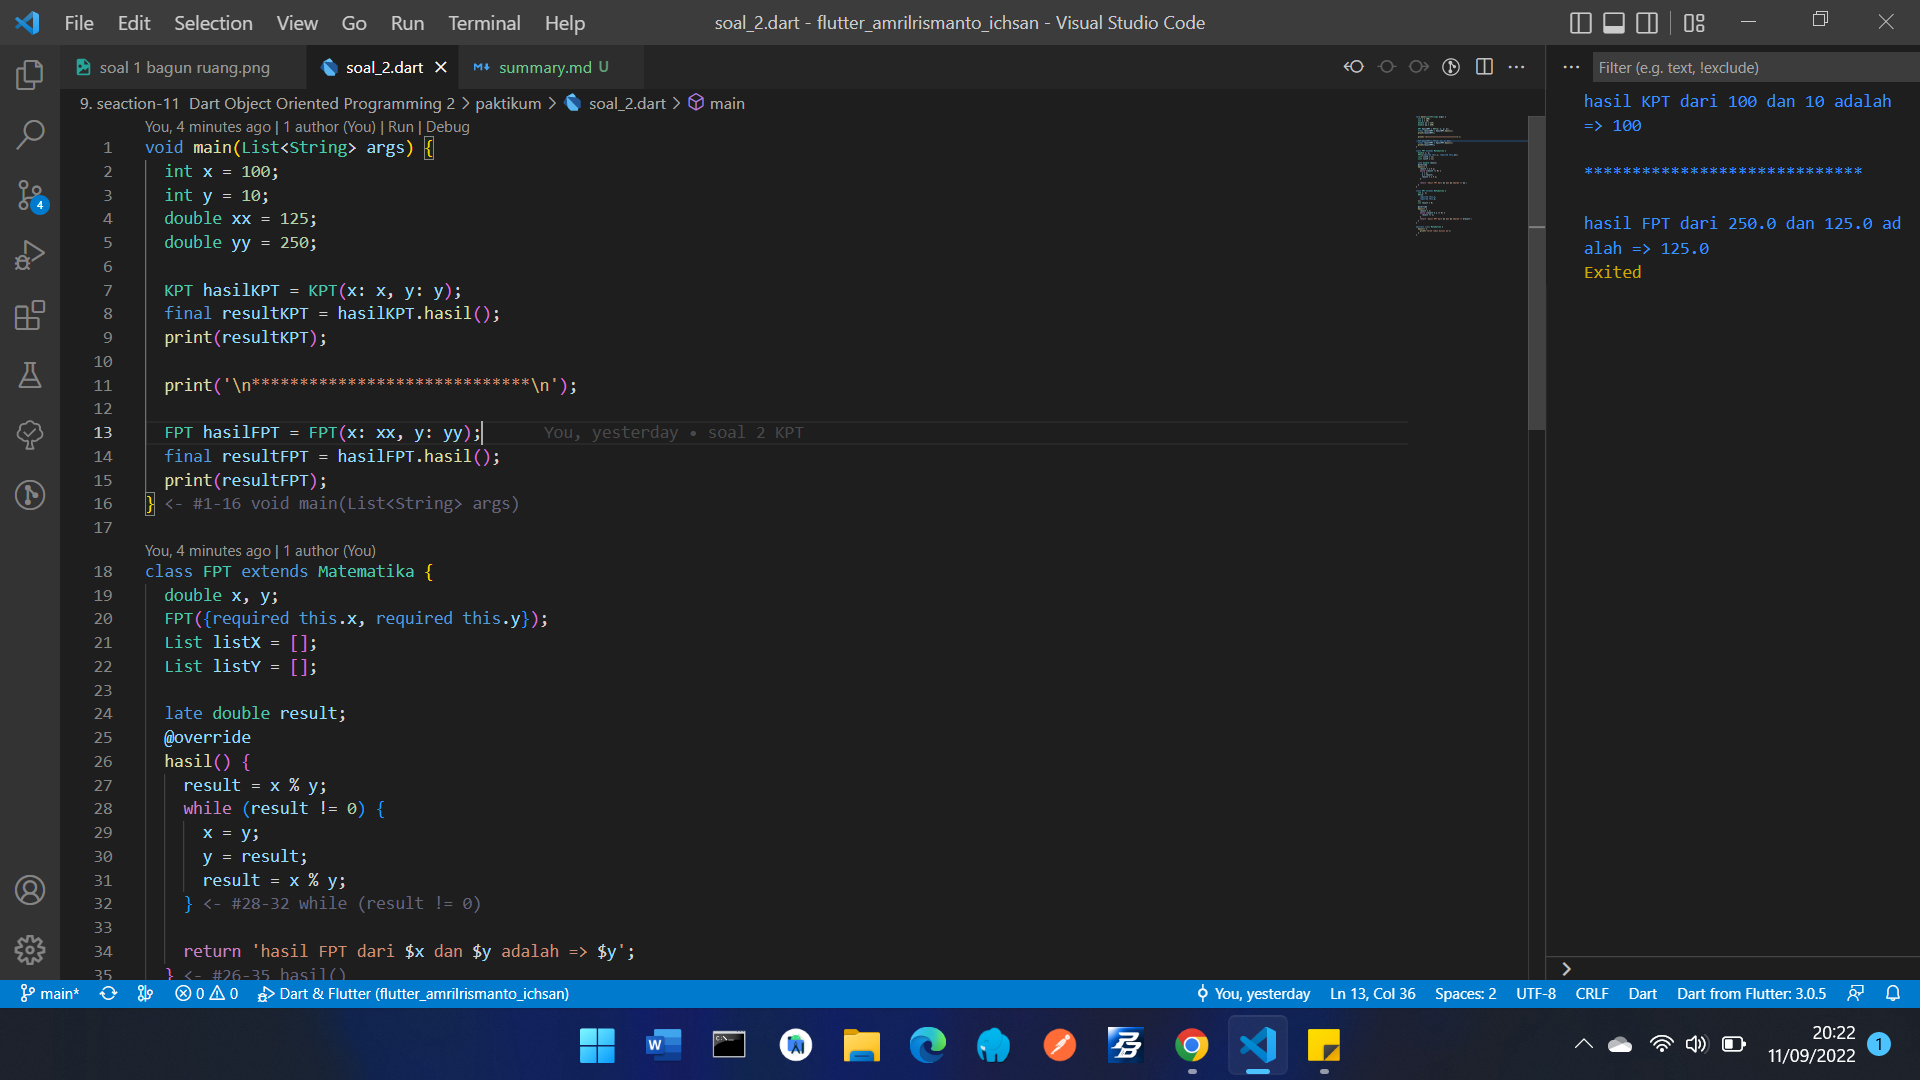 File Edit Selection View Go Run Terminal Help
soal_2.dart - flutter_amrilrismanto_ichsan - Visual Studio Code
soal 1 bagun ruang.png
soal_2.dart
summary.md U
9. seaction-11 Dart Object Oriented Programming 2 > paktikum > soal_2.dart > main
You, 4 minutes ago | 1 author (You) | Run | Debug
1 void main(List<String> args) {
2 int x = 100;
3 int y = 10;
4 double xx = 125;
5 double yy = 250;
6
7 KPT hasilKPT = KPT(x: x, y: y);
8 final resultKPT = hasilKPT.hasil();
9 print(resultKPT);
10
11 print('\n*****************************\n');
12
13 FPT hasilFPT = FPT(x: xx, y: yy); You, yesterday • soal 2 KPT
14 final resultFPT = hasilFPT.hasil();
15 print(resultFPT);
16 } <- #1-16 void main(List<String> args)
17
You, 4 minutes ago | 1 author (You)
18 class FPT extends Matematika {
19 double x, y;
20 FPT({required this.x, required this.y});
21 List listX = [];
22 List listY = [];
23
24 late double result;
25 @override
26 hasil() {
27 result = x % y;
28 while (result != 0) {
29 x = y;
30 y = result;
31 result = x % y;
32 } <- #28-32 while (result != 0)
33
34 return 'hasil FPT dari $x dan $y adalah => $y';
35 } <- #26-35 hasil()
Filter (e.g. text, !exclude)
hasil KPT dari 100 dan 10 adalah
=> 100
*****************************
hasil FPT dari 250.0 dan 125.0 ad
alah => 125.0
Exited
4
main* 0 0 Dart & Flutter (flutter_amrilrismanto_ichsan)
You, yesterday Ln 13, Col 36 Spaces: 2 UTF-8 CRLF Dart Dart from Flutter: 3.0.5
20:22
11/09/2022
1